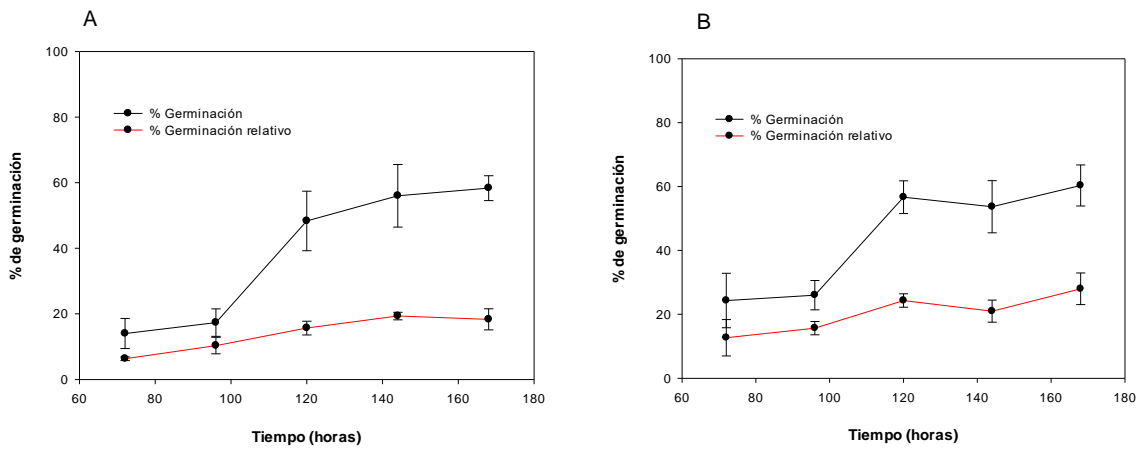 A
100
80
60
40
20
0
% de germinación
% Germinación
% Germinación relativo
60 80 100 120 140 160 180
Tiempo (horas)
B
100
80
60
40
20
0
% de germinación
% Germinación
% Germinación relativo
60 80 100 120 140 160 180
Tiempo (horas)